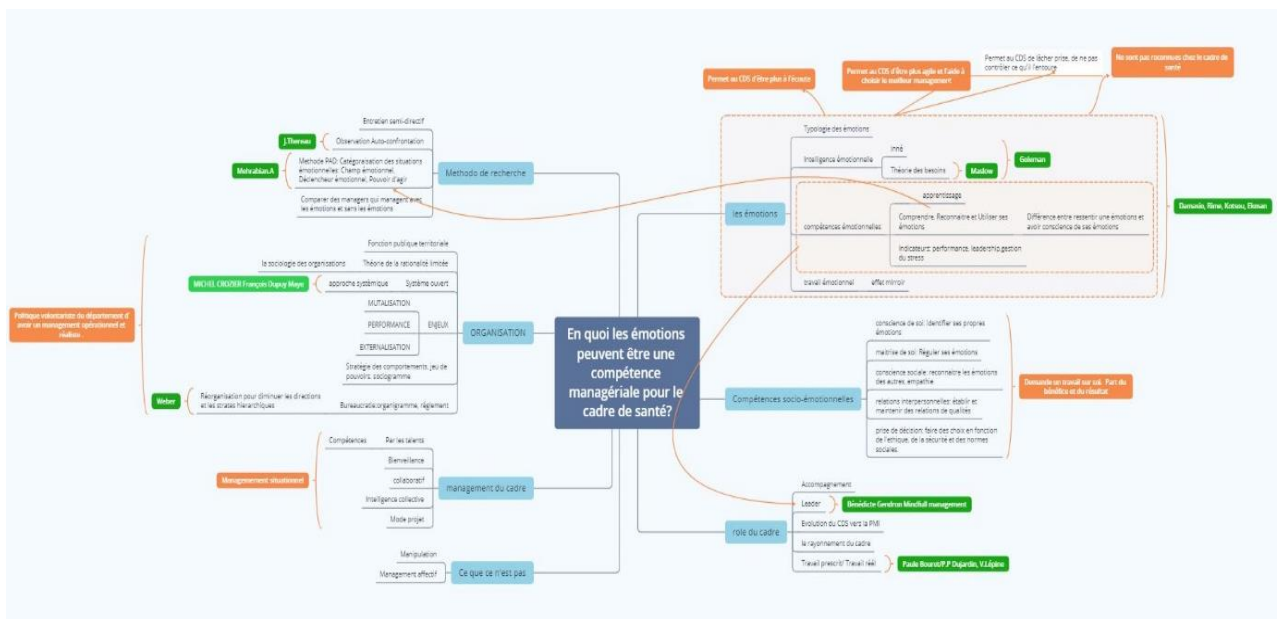 En quoi les émotions
peuvent être une
compétence
managériale pour le
cadre de santé?
Methodo de recherche
Entretien semi-directif
J.Thereau
Observation Auto-confrontation
Mehrabian.A
Methode PAD: Catégoraisation des situations
émotionnelles: Champ émotionnel,
Déclencheur émotionnel, Pouvoir d'agir
Comparer des managers qui managent avec
les émotions et sans les émotions
ORGANISATION
Fonction publique territoriale
la sociologie des organisations
Théorie de la rationalité limitée
MICHEL CROZIER François Dupuy Mayo
approche systémique
Système ouvert
MUTALISATION
PERFORMANCE
EXTERNALISATION
ENJEUX
Stratégie des comportements, jeu de
pouvoirs, sociogramme
Weber
Réorganisation pour diminuer les directions
et les strates hierarchiques
Bureaucratie:organigramme, règlement
Politique volontariste du département d'
avoir un management opérationnel et
réaliste .
management du cadre
Compétences
Par les talents
Bienveillance
collaboratif
Intelligence collective
Mode projet
Managemement situationnel
Ce que ce n'est pas
Manipulation
Management affectif
les émotions
Permet au CDS d'être plus à l'écoute
Permet au CDS d'Être plus agile et l'aide à
choisir le meilleur management
Permet au CDS de lâcher prise, de ne pas
contrôler ce qu'il l'entoure
No sont pas reconnues chez le cadre de
santé
Typologie des émotions
Intelligence émotionnelle
inné
Théorie des besoins
Maslow
Goleman
compétences émotionnelles
apprentissage
Comprendre, Reconnaitre et Utiliser ses
émotions
Différence entre ressentir une émotions et
avoir conscience de ses émotions
Indicateurs: performance, leadership,gestion
du stress
travail émotionnel
effet mirroir
Damasio, Rime, Kotsou, Ekman
Compétences socio-émotionnelles
conscience de soi: identifier ses propres
émotions
maitrise de soi: Réguler ses émotions
conscience sociale: reconnaitre les émotions
des autres, empathie
relations interpersonnelles: établir et
maintenir des relations de qualités
prise de décision: faire des choix en fonction
de l'ethique, de la sécurité et des normes
sociales.
Demande un travail sur soi. Part du
bénéfice et du résultat
role du cadre
Accompagnement
Leader
Bénédicte Gendron Mindfull management
Evolution du CDS vers la PMI
le rayonnement du cadre
Travail prescrit/ Travail réél
Paule Bourret/P.P Dujardin, V.Lépine